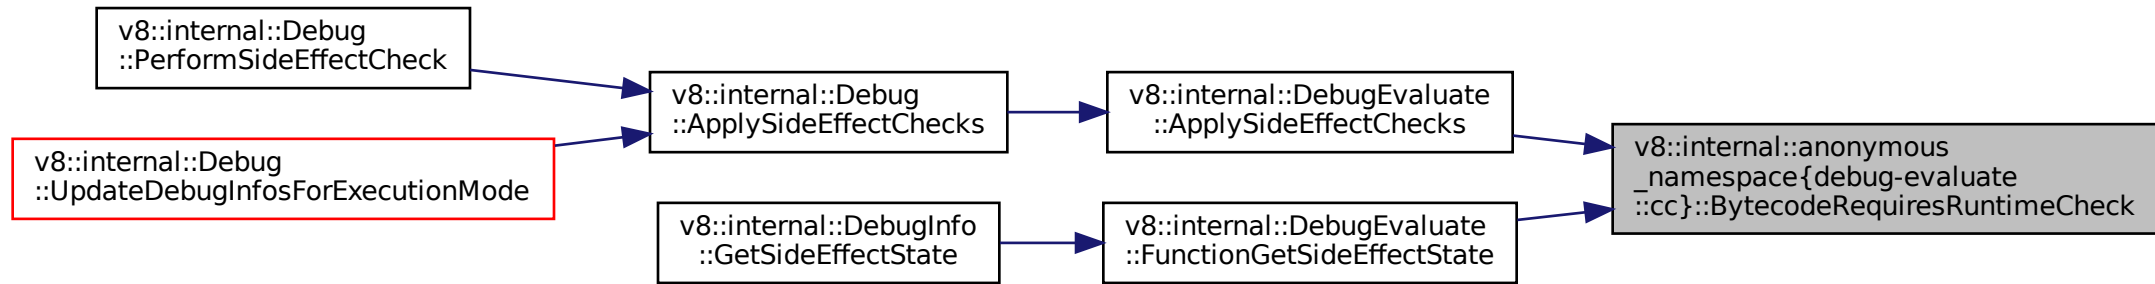 v8::internal::Debug
::PerformSideEffectCheck
v8::internal::Debug
::UpdateDebugInfosForExecutionMode
v8::internal::Debug
::ApplySideEffectChecks
v8::internal::DebugInfo
::GetSideEffectState
v8::internal::DebugEvaluate
::ApplySideEffectChecks
v8::internal::DebugEvaluate
::FunctionGetSideEffectState
v8::internal::anonymous
_namespace{debug-evaluate
::cc}::BytecodeRequiresRuntimeCheck